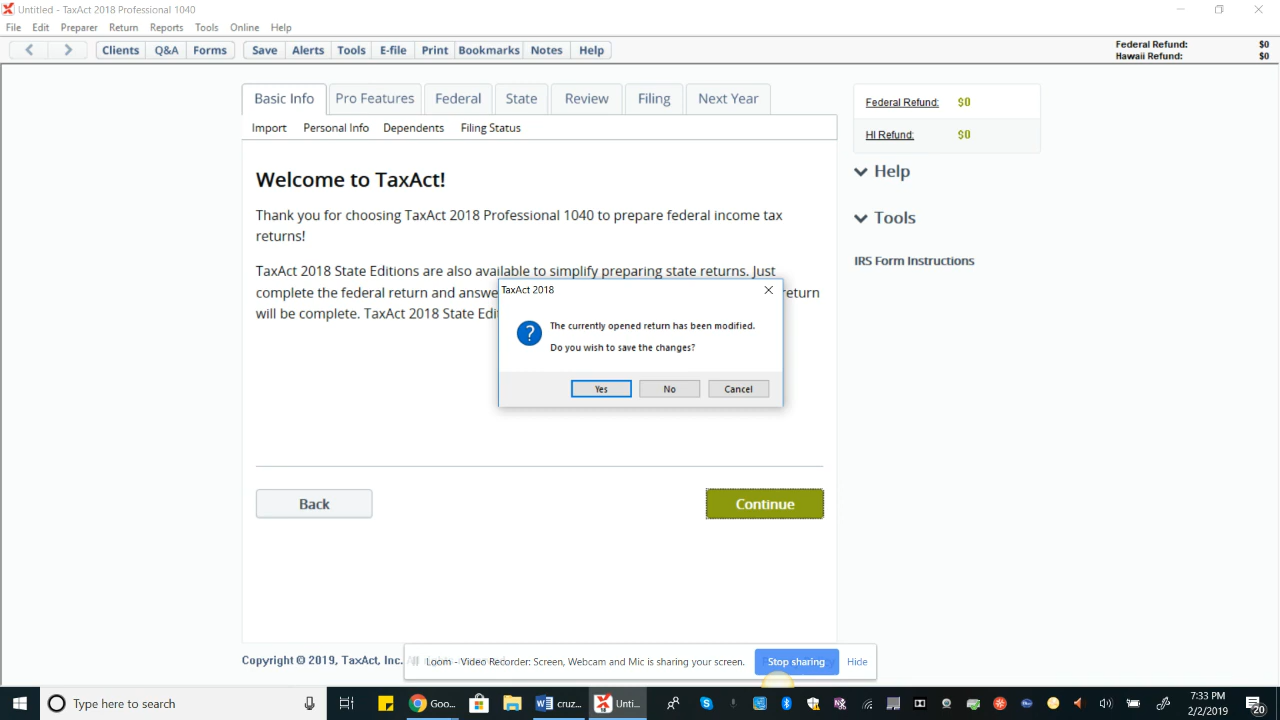 Untitled - TaxAct 2018 Professional 1040
File Edit Preparer Return Reports Tools Online Help
Clients Q&A Forms Save Alerts Tools E-file Print Bookmarks Notes Help
Federal Refund: $0
Hawaii Refund: $0
Basic Info Pro Features Federal State Review Filing Next Year
Import Personal Info Dependents Filing Status
Federal Refund: $0
HI Refund: $0
Help
Tools
IRS Form Instructions
Welcome to TaxAct!
Thank you for choosing TaxAct 2018 Professional 1040 to prepare federal income tax
returns!
TaxAct 2018 State Editions are also available to simplify preparing state returns. Just
complete the federal return and answe return
will be complete. TaxAct 2018 State Edi
TaxAct 2018
The currently opened return has been modified.
Do you wish to save the changes?
Yes No Cancel
Back Continue
Copyright © 2019, TaxAct, Inc.
Loom - Video Recorder: Screen, Webcam and Mic is sharing your screen. Stop sharing Hide
Type here to search
Goo... cruz... Unti...
7:33 PM
2/2/2019
20